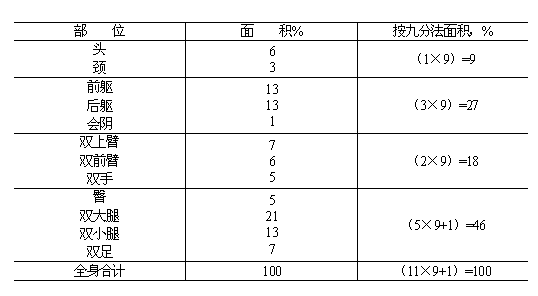 部 位 面 积% 按九分法面积，%
头 6
颈 3
(1×9)=9
前躯 13
后躯 13
会阴 1
(3×9)=27
双上臂 7
双前臂 6
双手 5
(2×9)=18
臀 5
双大腿 21
双小腿 13
双足 7
(5×9+1)=46
全身合计 100 (11×9+1)=100